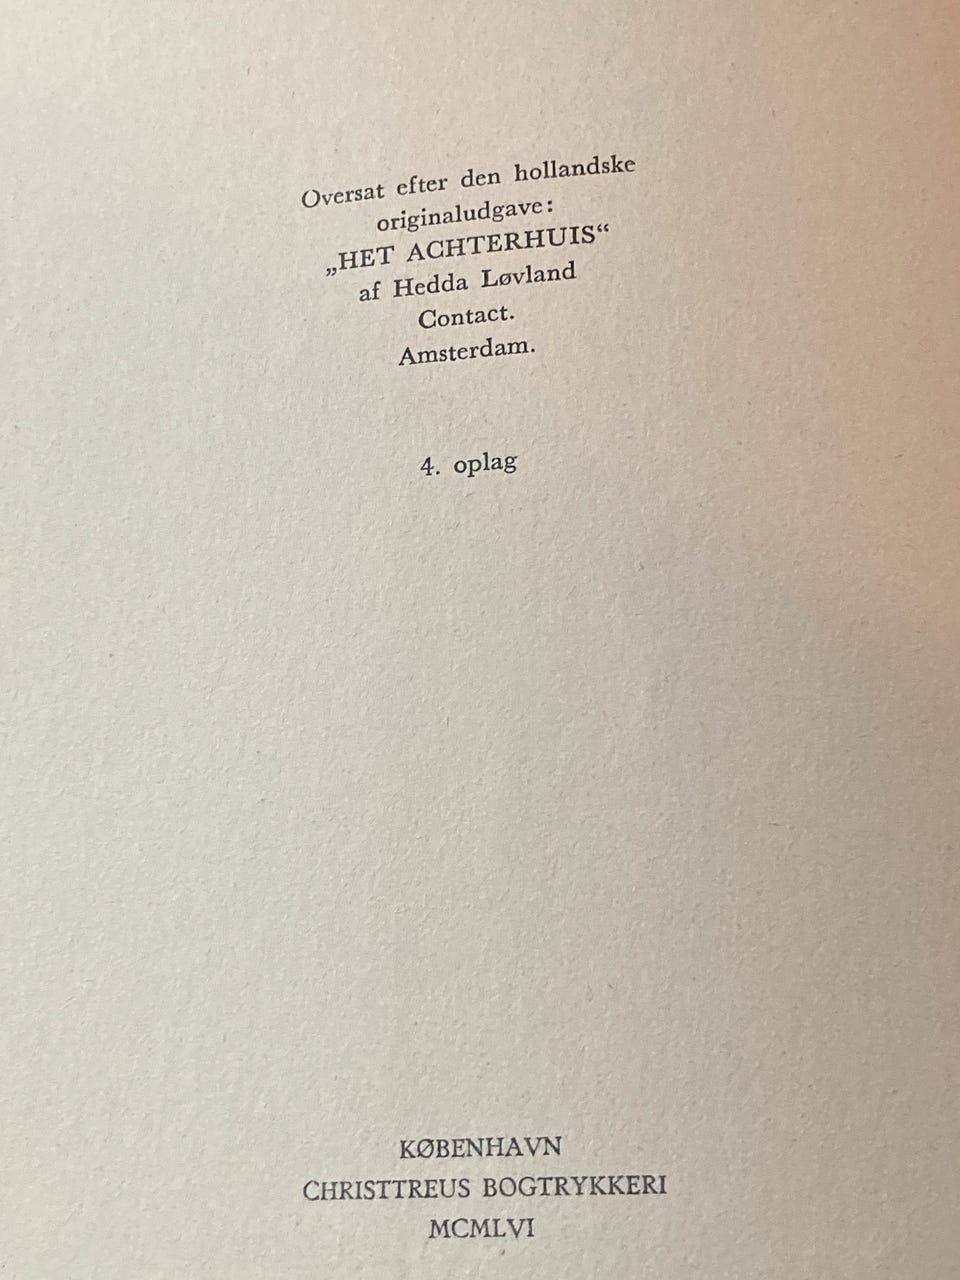 Oversat efter den hollandske
originaludgave:
„HET ACHTERHUIS“
af Hedda Løvland
Contact.
Amsterdam.
4. oplag
KØBENHAVN
CHRISTTREUS BOGTRYKKERI
MCMLVI